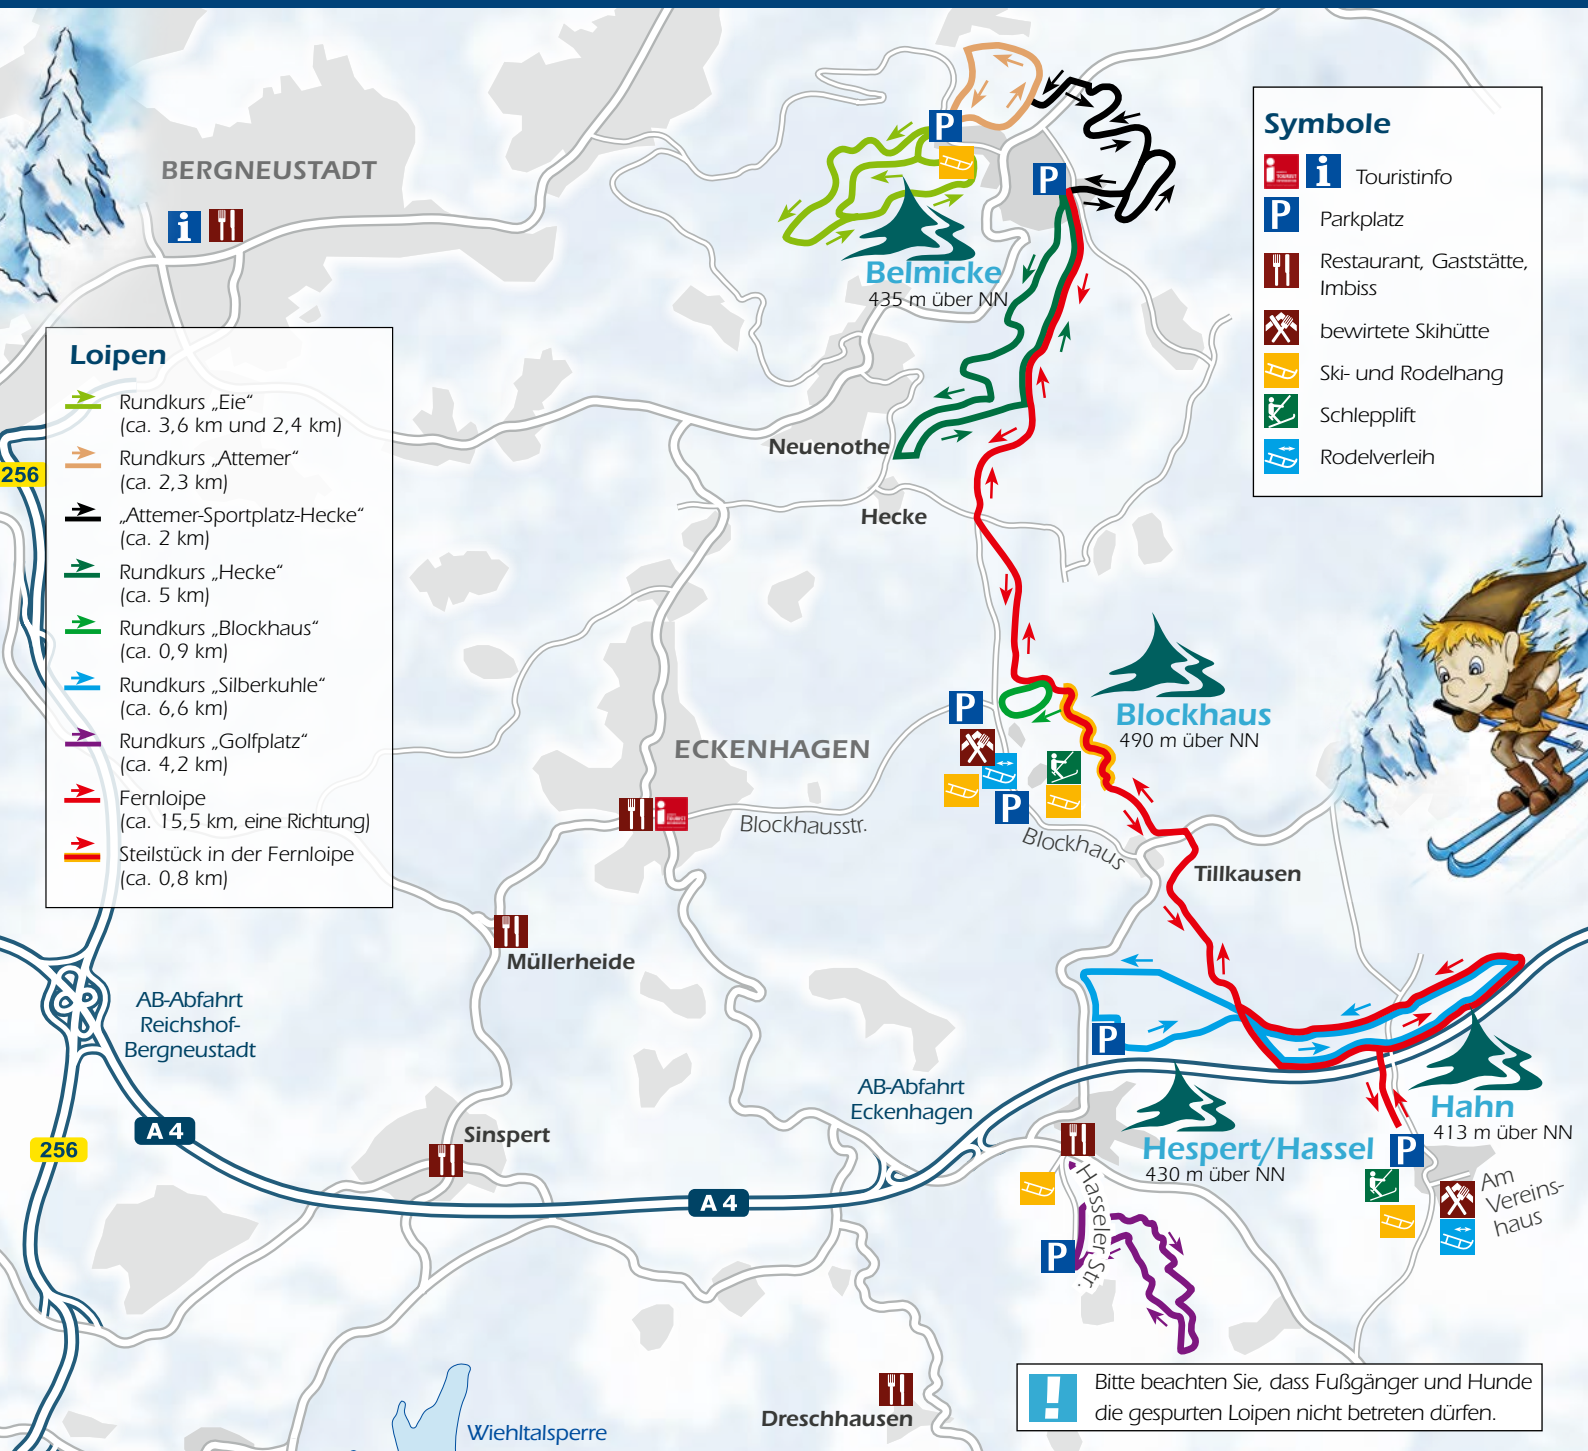 BERGNEUSTADT
i
P
P
Belmicke
435 m über NN
Symbole
i
i
Touristinfo
P
Parkplatz
Restaurant, Gaststätte,
Imbiss
bewirtete Skihütte
Ski- und Rodelhang
Schlepplift
Rodelverleih
Loipen
Rundkurs „Eie“
(ca. 3,6 km und 2,4 km)
Rundkurs „Attemer“
(ca. 2,3 km)
„Attemer-Sportplatz-Hecke“
(ca. 2 km)
Rundkurs „Hecke“
(ca. 5 km)
Rundkurs „Blockhaus“
(ca. 0,9 km)
Rundkurs „Silberkuhle“
(ca. 6,6 km)
Rundkurs „Golfplatz“
(ca. 4,2 km)
Fernloipe
(ca. 15,5 km, eine Richtung)
Steilstück in der Fernloipe
(ca. 0,8 km)
256
Neuenothe
Hecke
P
Blockhaus
490 m über NN
ECKENHAGEN
i
P
Blockhausstr.
Blockhaus
Tillkausen
Müllerheide
AB-Abfahrt
Reichshof-
Bergneustadt
P
AB-Abfahrt
Eckenhagen
Hahn
413 m über NN
P
A 4
256
Sinspert
Hespert/Hassel
430 m über NN
Am
Vereins-
haus
A 4
Hasseler Str.
P
Bitte beachten Sie, dass Fußgänger und Hunde
die gespurten Loipen nicht betreten dürfen.
Dreschhausen
Wiehltalsperre